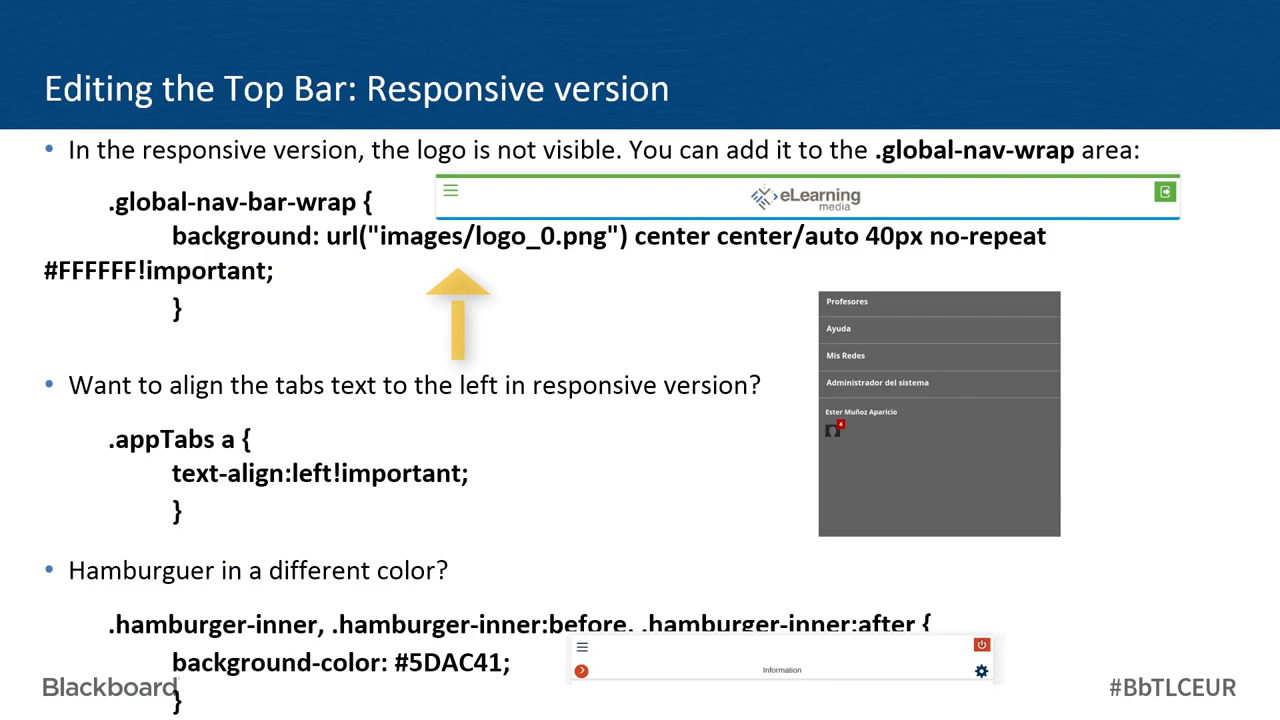 Editing the Top Bar: Responsive version
• In the responsive version, the logo is not visible. You can add it to the .global-nav-wrap area:
.global-nav-bar-wrap {
eLearning
media
background: url("images/logo_0.png") center center/auto 40px no-repeat
#FFFFFF!important;
}
Profesores
Ayuda
Mis Redes
Administrador del sistema
Ester Muñoz Aparicio
4
• Want to align the tabs text to the left in responsive version?
.appTabs a {
text-align:left!important;
}
• Hamburguer in a different color?
.hamburger-inner, .hamburger-inner:before, .hamburger-inner:after {
background-color: #5DAC41;
}
Information
Blackboard
#BbTLCEUR